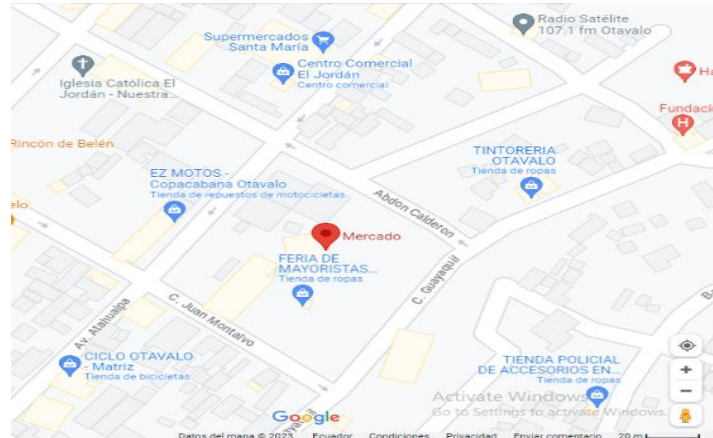 Radio Satélite
107.1 fm Otavalo
Supermercados
Santa María
Centro Comercial
El Jordán
Centro comercial
Iglesia Católica El
Jordán - Nuestra...
Ha
Fundació
Rincón de Belén
TINTORERIA
OTAVALO
Tienda de ropas
EZ MOTOS -
Copacabana Otavalo
Tienda de repuestos de motocicletas
Abdon Calderon
elo
Mercado
FERIA DE
MAYORISTAS...
Tienda de ropas
C. Guayaquil
C. Juan Montalvo
Av. Atahualpa
CICLO OTAVALO
- Matriz
Tienda de bicicletas
TIENDA POLICIAL
DE ACCESORIOS EN...
Tienda de ropas
Activate Windows
Go to Settings to activate Windows.
Google
Datos del mapa © 2023 Ecuador Condiciones Privacidad Enviar comentario 20 m